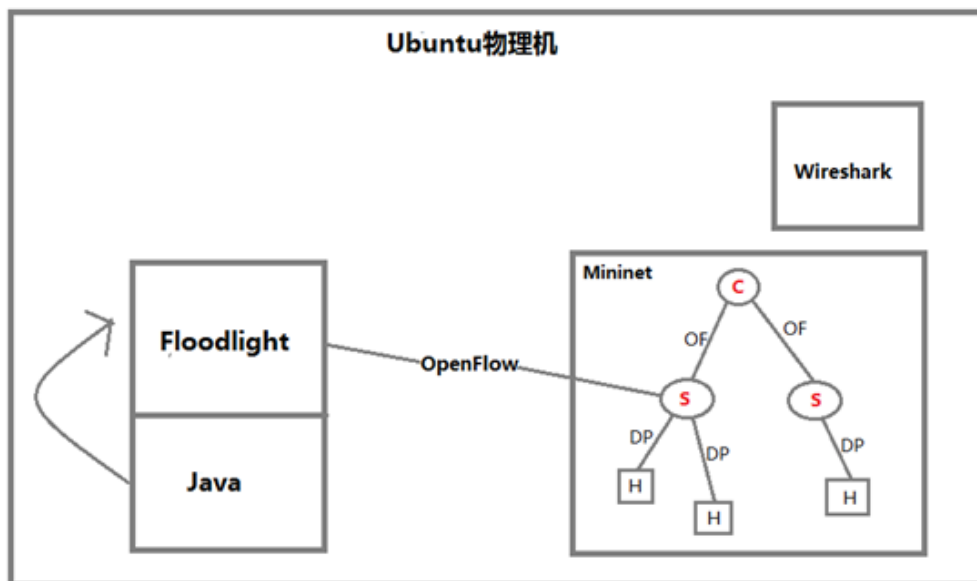 Ubuntu物理机
Wireshark
Mininet
C
OF
OF
Floodlight
OpenFlow
S
S
DP
DP
DP
H
H
H
Java